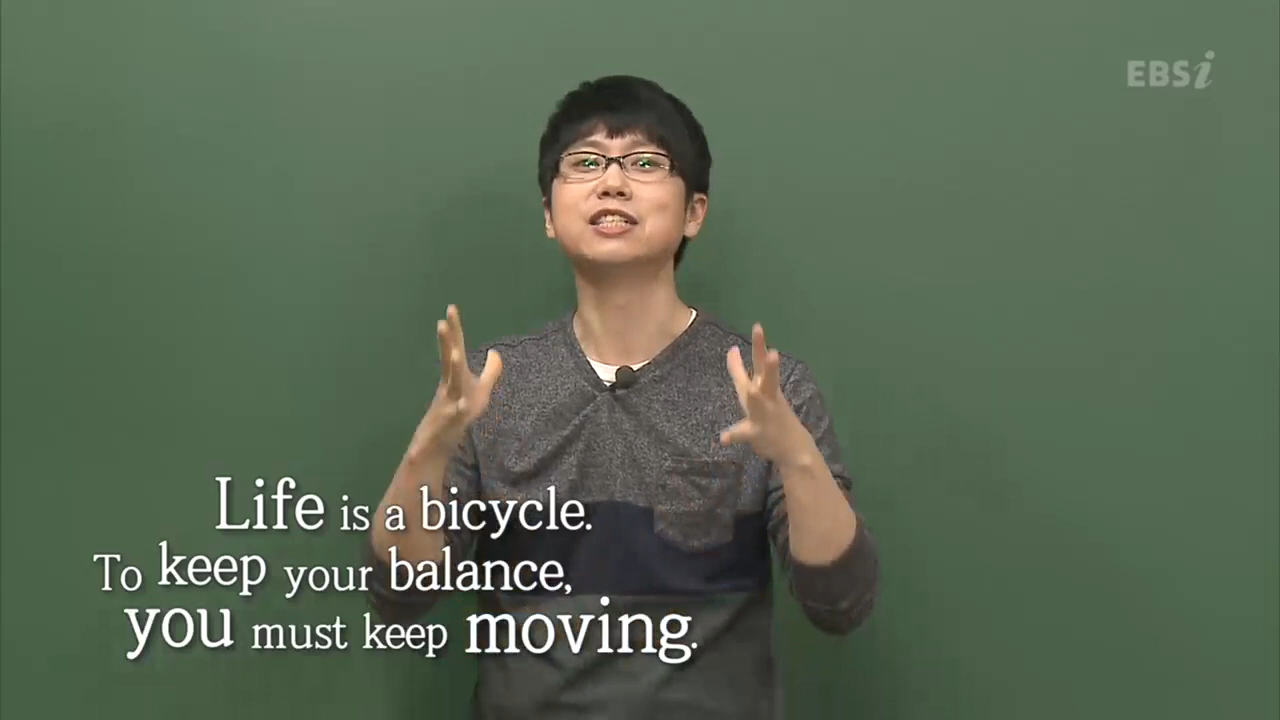 EBSi
Life is a bicycle.
To keep your balance,
you must keep moving.